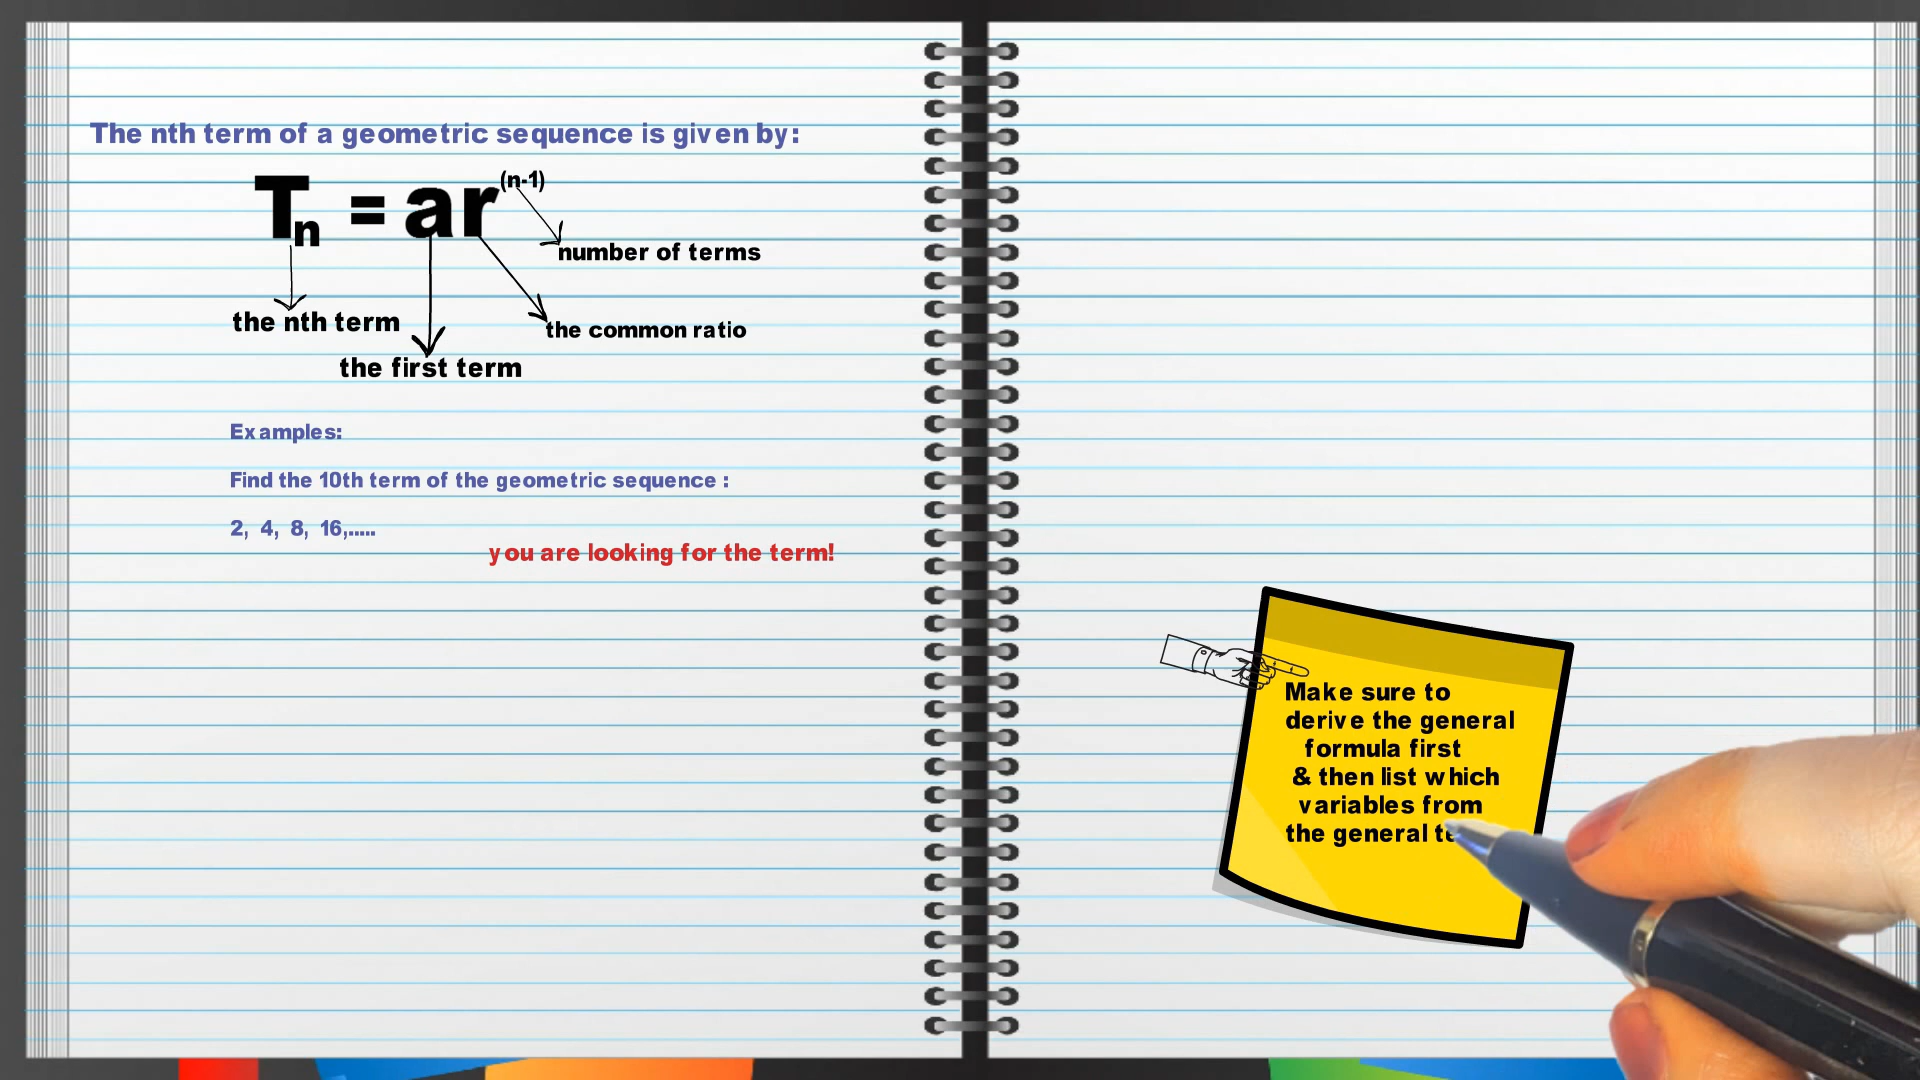 The nth term of a geometric sequence is given by:
Tn = ar(n-1)
number of terms
the nth term
the common ratio
the first term
Examples:
Find the 10th term of the geometric sequence :
2, 4, 8, 16,.....
you are looking for the term!
Make sure to
derive the general
formula first
& then list which
variables from
the general